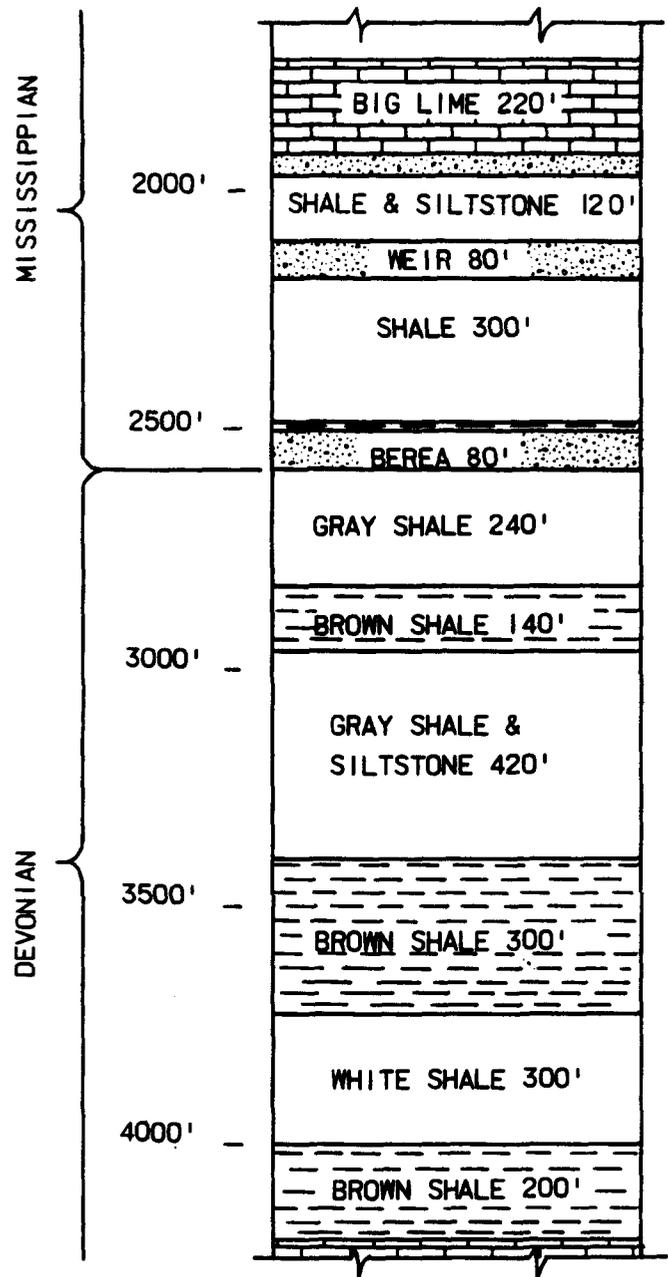 MISSISSIPPIAN
BIG LIME 220'
2000'
SHALE & SILTSTONE 120'
WEIR 80'
SHALE 300'
2500'
BEREA 80'
GRAY SHALE 240'
BROWN SHALE 140'
3000'
GRAY SHALE &
SILTSTONE 420'
DEVONIAN
3500'
BROWN SHALE 300'
WHITE SHALE 300'
4000'
BROWN SHALE 200'